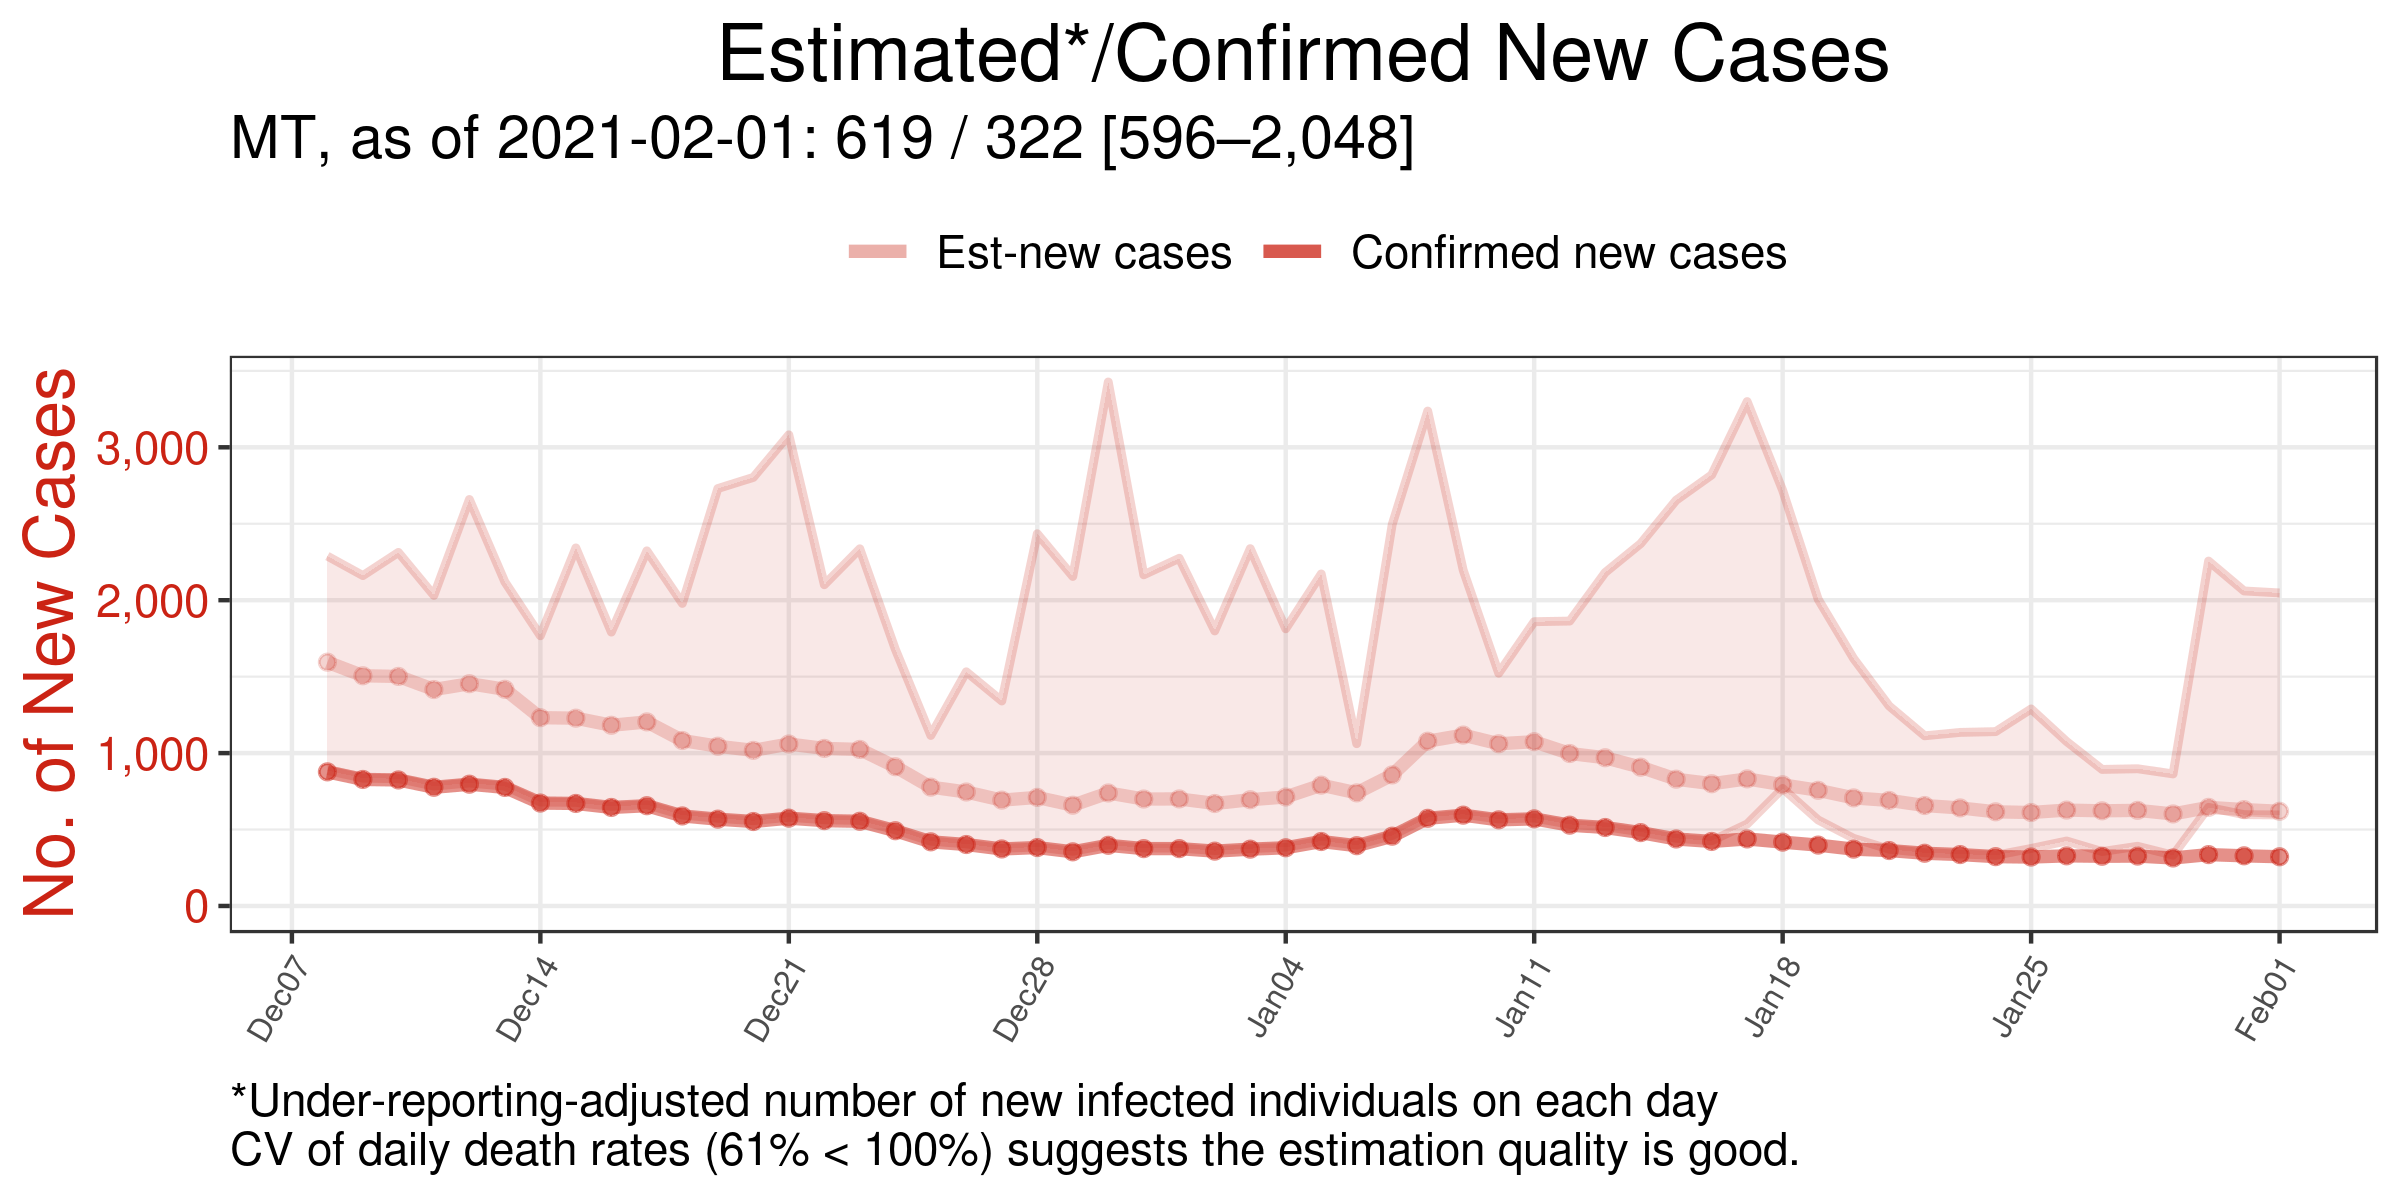 Estimated*/Confirmed New Cases
MT, as of 2021-02-01: 619 / 322 [596–2,048]
Est-new cases
Confirmed new cases
No. of New Cases
3,000
2,000
1,000
0
Dec07
Dec14
Dec21
Dec28
Jan04
Jan11
Jan18
Jan25
Feb01
*Under-reporting-adjusted number of new infected individuals on each day
CV of daily death rates (61% < 100%) suggests the estimation quality is good.